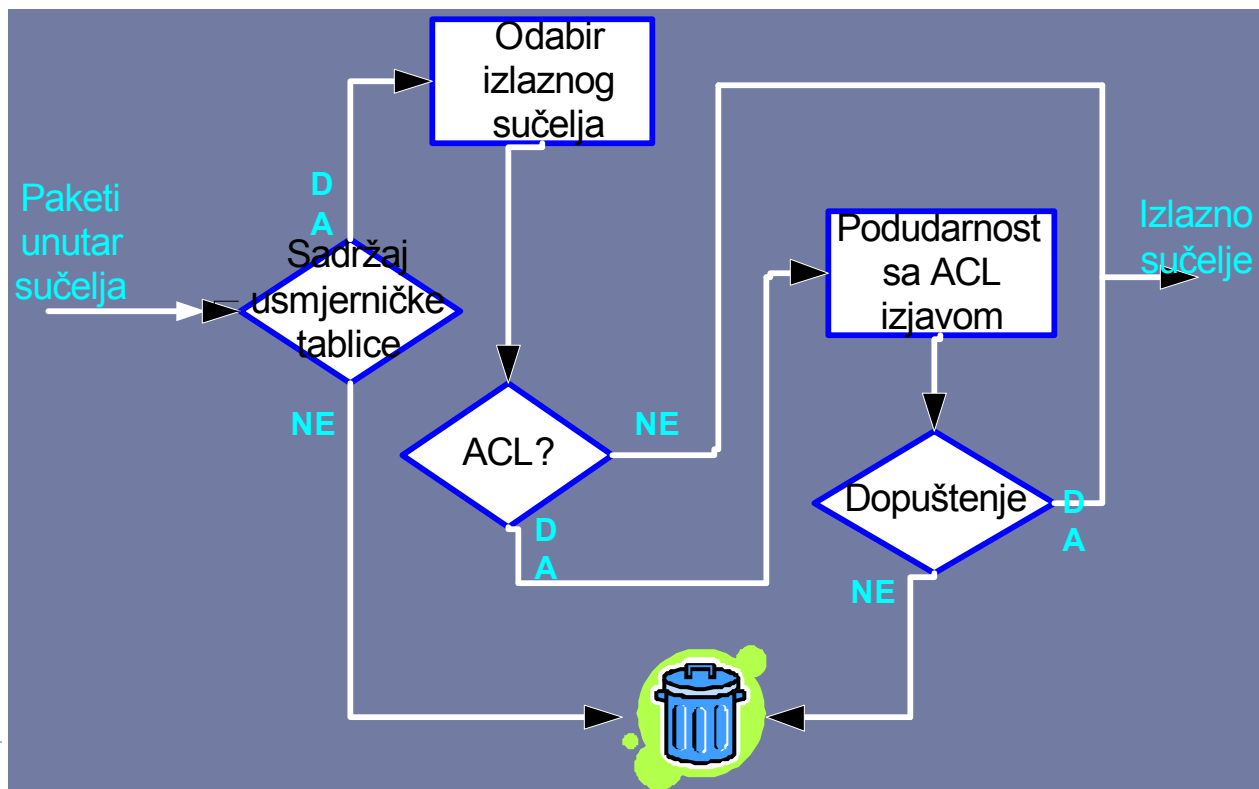 Odabir
izlaznog
sučelja
D
A
Paketi
unutar
sučelja
Sadržaj
usmjerničke
tablice
NE
ACL?
NE
D
A
Podudarnost
sa ACL
izjavom
Izlazno
sučelje
Dopuštenje
D
A
NE